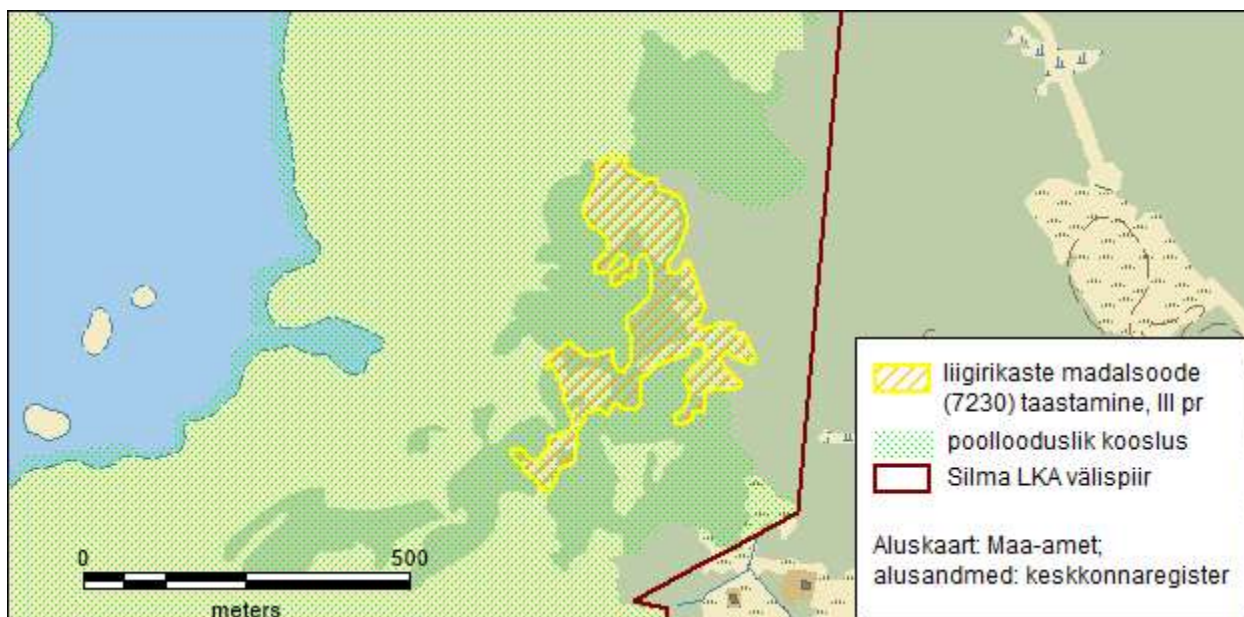 liigirikaste madalsoode
(7230) taastamine, III pr
poollooduslik kooslus
Silma LKA välispiir
Aluskaart: Maa-amet;
alusandmed: keskkonnaregister
0 500
meters